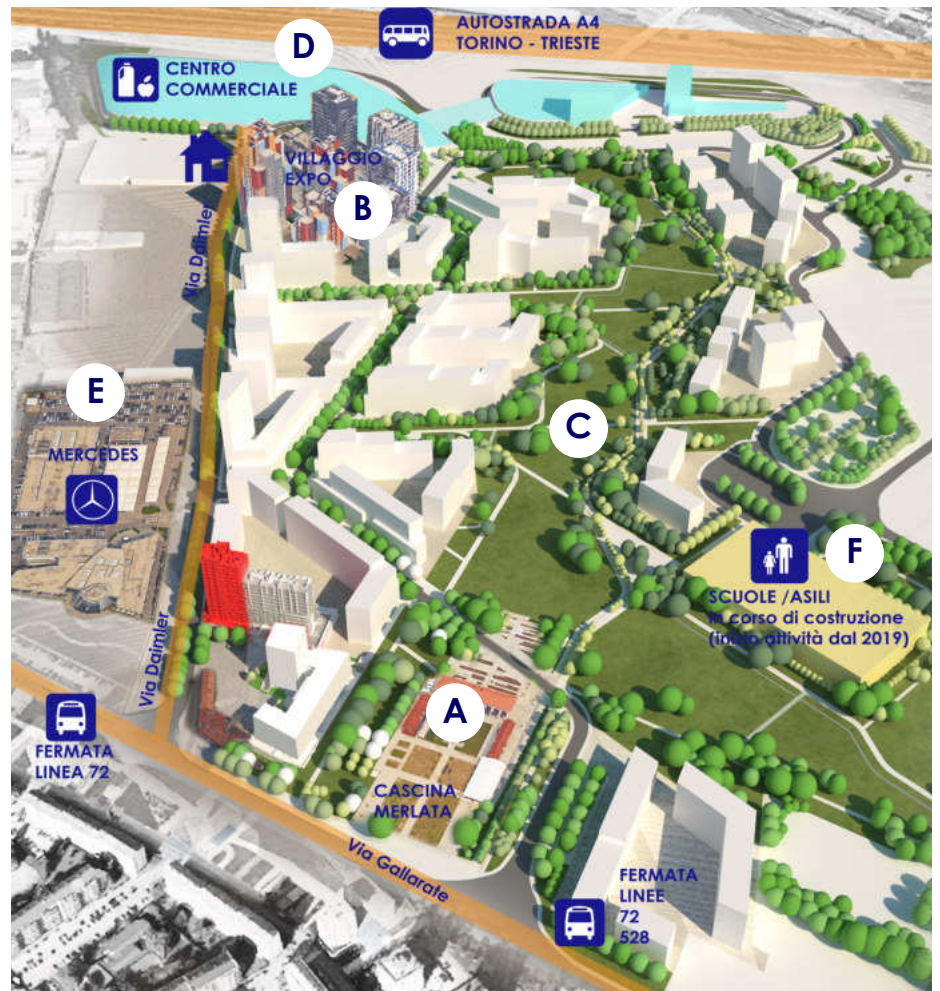 AUTOSTRADA A4
TORINO - TRIESTE
D
CENTRO
COMMERCIALE
VILLAGGIO
EXPO
B
Via Daimler
E
MERCEDES
C
F
SCUOLE /ASILI
in corso di costruzione
(inizio attività dal 2019)
Via Daimler
A
FERMATA
LINEA 72
CASCINA
MERLATA
Via Gallarate
FERMATA
LINEE
72
528